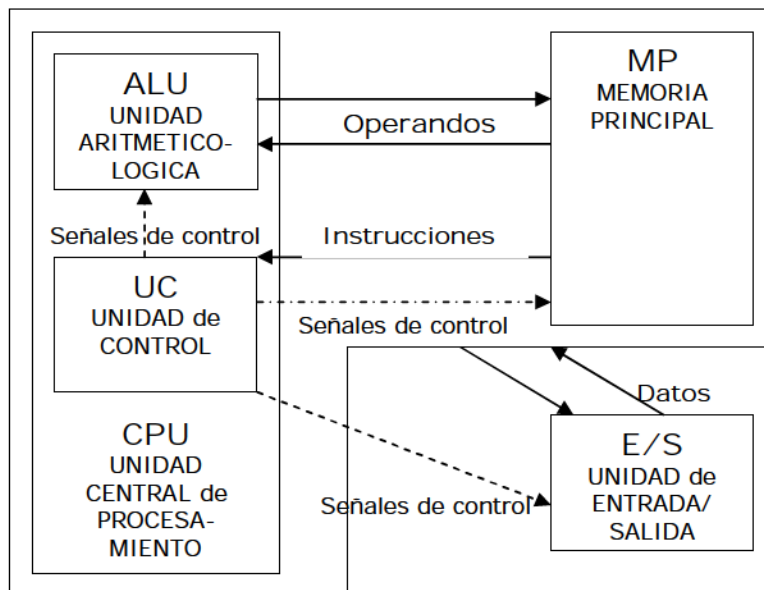 ALU
UNIDAD
ARITMETICO-
LOGICA
MP
MEMORIA
PRINCIPAL
Operandos
Señales de control
Instrucciones
UC
UNIDAD de
CONTROL
Señales de control
Datos
CPU
UNIDAD
CENTRAL de
PROCESA-
MIENTO
Señales de control
E/S
UNIDAD de
ENTRADA/
SALIDA